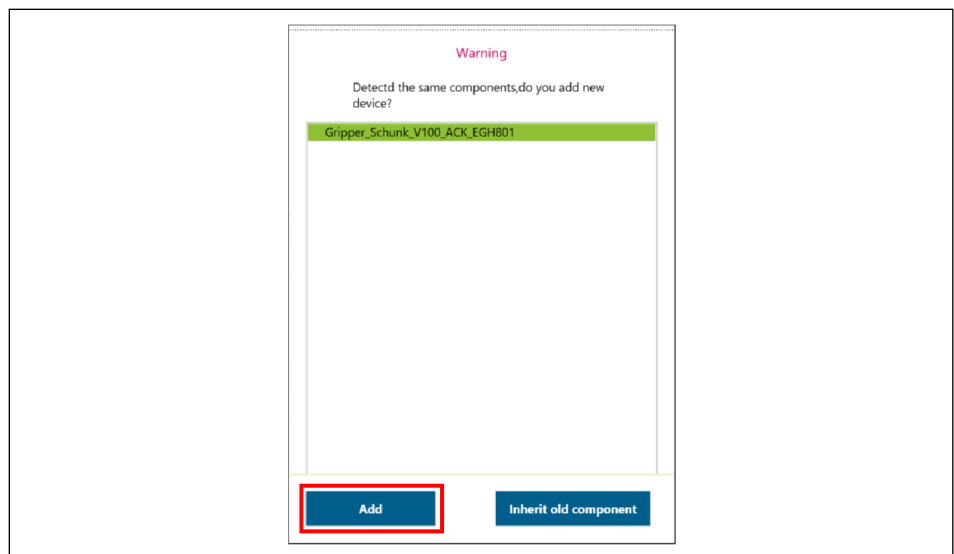 Warning
Detectd the same components,do you add new
device?
Gripper_Schunk_V100_ACK_EGH801
Add
Inherit old component